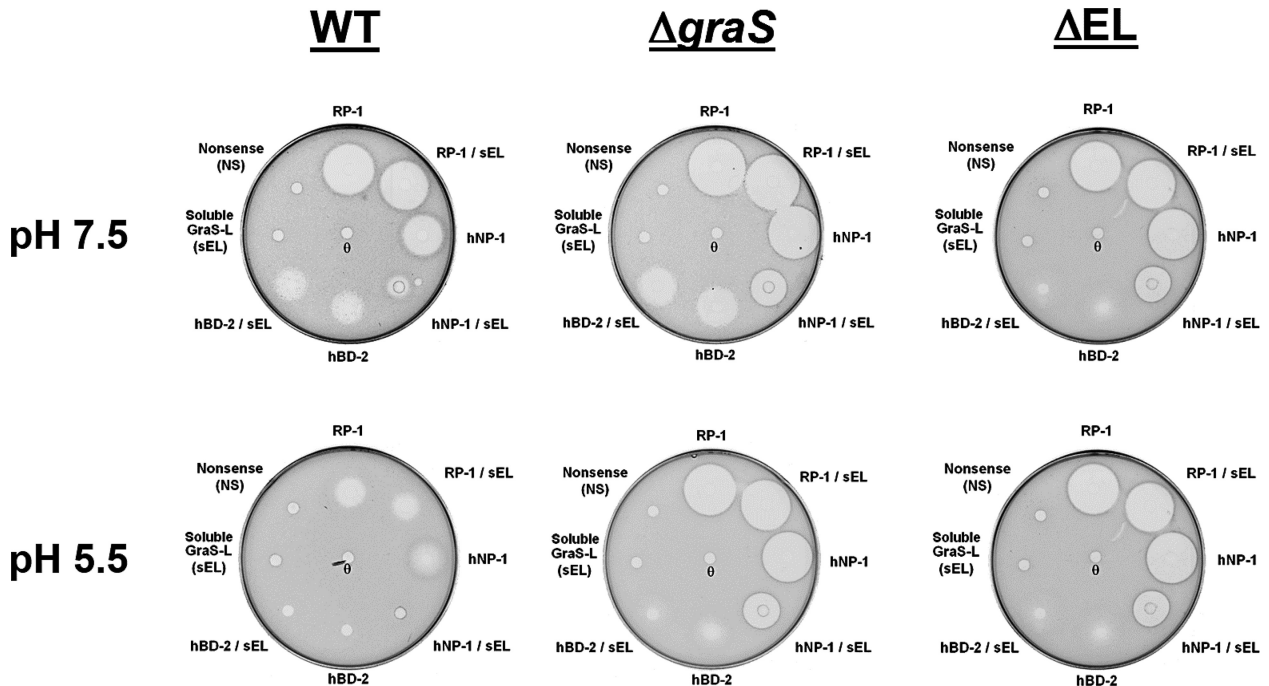 WT
ΔgraS
ΔEL
pH 7.5
RP-1
Nonsense
(NS)
RP-1 / sEL
Soluble
GraS-L
(sEL)
θ
hNP-1
hBD-2 / sEL
hNP-1 / sEL
hBD-2
RP-1
Nonsense
(NS)
RP-1 / sEL
Soluble
GraS-L
(sEL)
θ
hNP-1
hBD-2 / sEL
hNP-1 / sEL
hBD-2
RP-1
Nonsense
(NS)
RP-1 / sEL
Soluble
GraS-L
(sEL)
θ
hNP-1
hBD-2 / sEL
hNP-1 / sEL
hBD-2
pH 5.5
RP-1
Nonsense
(NS)
RP-1 / sEL
Soluble
GraS-L
(sEL)
θ
hNP-1
hBD-2 / sEL
hNP-1 / sEL
hBD-2
RP-1
Nonsense
(NS)
RP-1 / sEL
Soluble
GraS-L
(sEL)
θ
hNP-1
hBD-2 / sEL
hNP-1 / sEL
hBD-2
RP-1
Nonsense
(NS)
RP-1 / sEL
Soluble
GraS-L
(sEL)
θ
hNP-1
hBD-2 / sEL
hNP-1 / sEL
hBD-2